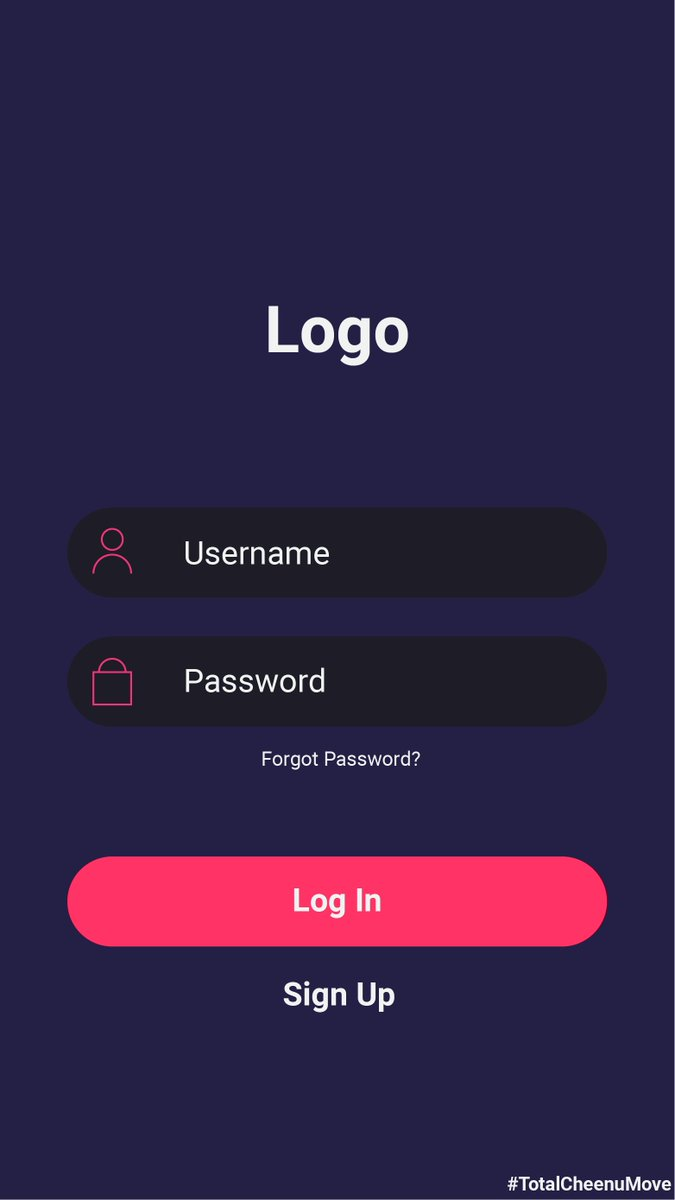 Logo
Username
Password
Forgot Password?
Log In
Sign Up
#TotalCheenuMove